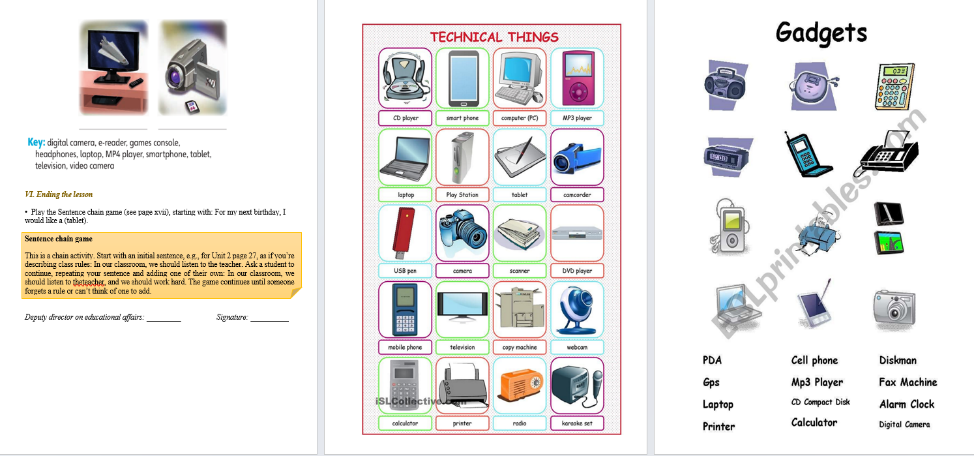 Key: digital camera, e-reader, games console,
headphones, laptop, MP4 player, smartphone, tablet,
television, video camera
VI. Ending the lesson
• Play the Sentence chain game (see page xvii), starting with: For my next birthday, I
would like a (tablet).
Sentence chain game
This is a chain activity. Start with an initial sentence, e.g., for Unit 2 page 27, as if you're
describing class rules: In our classroom, we should listen to the teacher. Ask a student to
continue, repeating your sentence and adding one of their own: In our classroom, we
should listen to theteacher, and we should work hard. The game continues until someone
forgets a rule or can't think of one to add.
Deputy director on educational affairs: _________ Signature: __________
TECHNICAL THINGS
CD player smart phone computer (PC) MP3 player
laptop Play Station tablet camcorder
USB pen camera scanner DVD player
mobile phone television copy machine webcam
iSLCollective.com
calculator printer radio karaoke set
Gadgets
ESLprintables.com
PDA Cell phone Diskman
Gps Mp3 Player Fax Machine
Laptop CD Compact Disk Alarm Clock
Printer Calculator Digital Camera